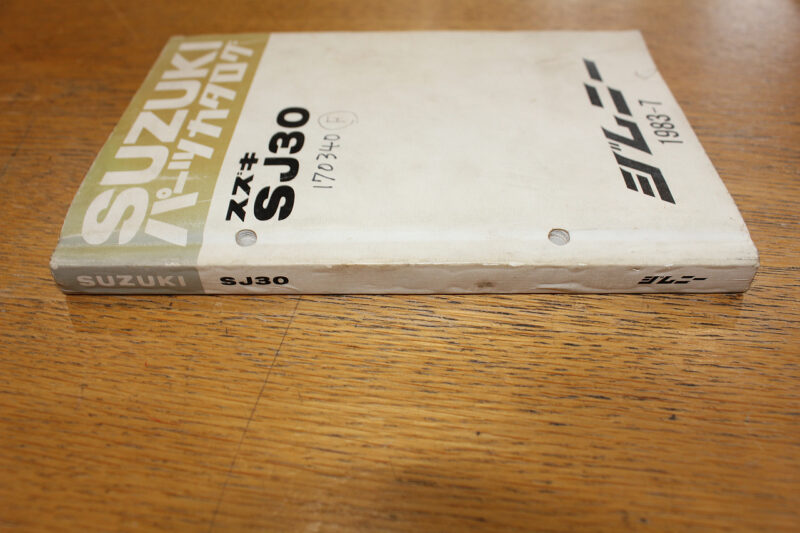 SUZUKI
パーツカタログ
スズキ
SJ30
170340 F
ジムニー
1983-7
SUZUKI
SJ30
ジムニー